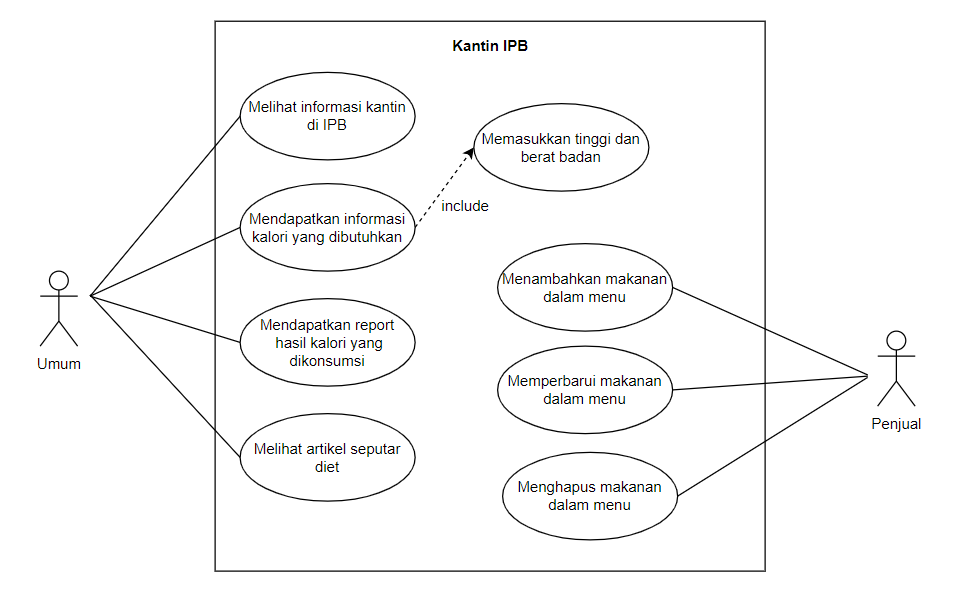 Kantin IPB
Melihat informasi kantin
di IPB
Memasukkan tinggi dan
berat badan
include
Mendapatkan informasi
kalori yang dibutuhkan
Menambahkan makanan
dalam menu
Mendapatkan report
hasil kalori yang
dikonsumsi
Umum
Memperbarui makanan
dalam menu
Penjual
Melihat artikel seputar
diet
Menghapus makanan
dalam menu